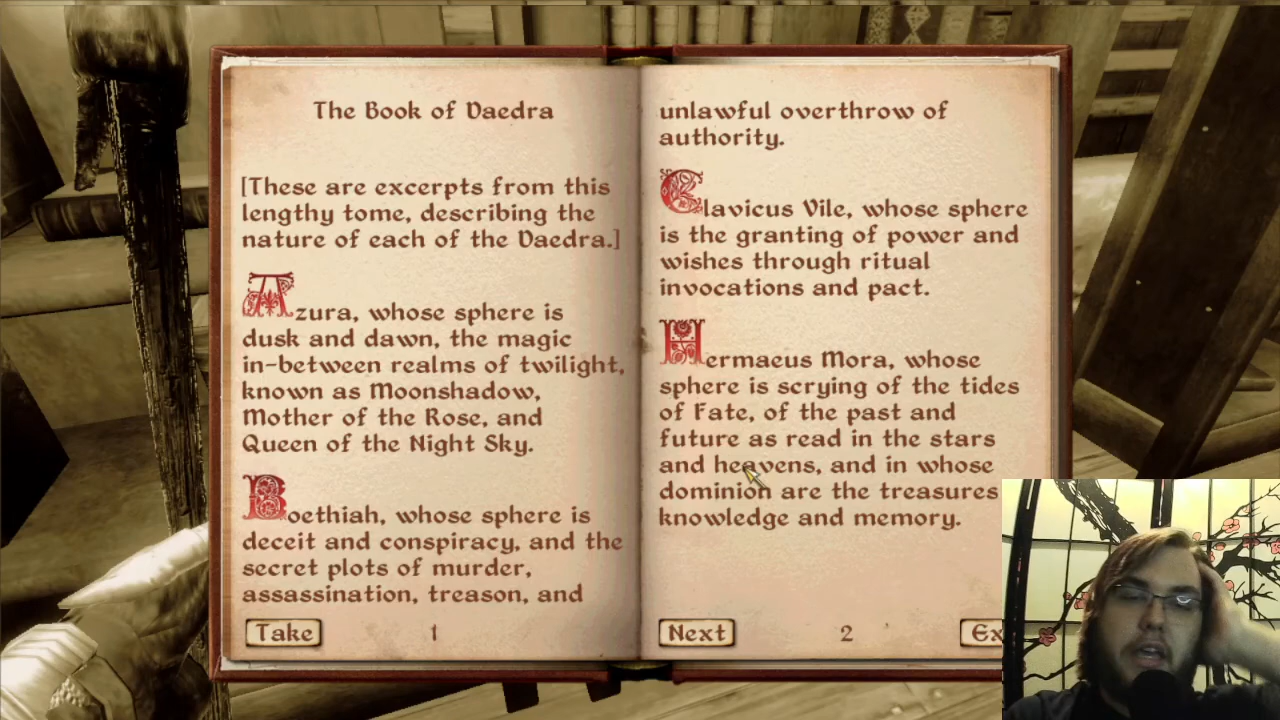 The Book of Daedra
[These are excerpts from this
lengthy tome, describing the
nature of each of the Daedra.]
Azura, whose sphere is
dusk and dawn, the magic
in-between realms of twilight,
known as Moonshadow,
Mother of the Rose, and
Queen of the Night Sky.
Boethiah, whose sphere is
deceit and conspiracy, and the
secret plots of murder,
assassination, treason, and
Take
1
unlawful overthrow of
authority.
Clavicus Vile, whose sphere
is the granting of power and
wishes through ritual
invocations and pact.
Hermaeus Mora, whose
sphere is scrying of the tides
of Fate, of the past and
future as read in the stars
and heavens, and in whose
dominion are the treasures
knowledge and memory.
Next
2
Ex